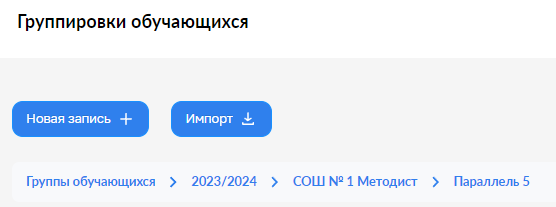 Группировки обучающихся
Новая запись Импорт
Группы обучающихся 2023/2024 СОШ № 1 Методист Параллель 5